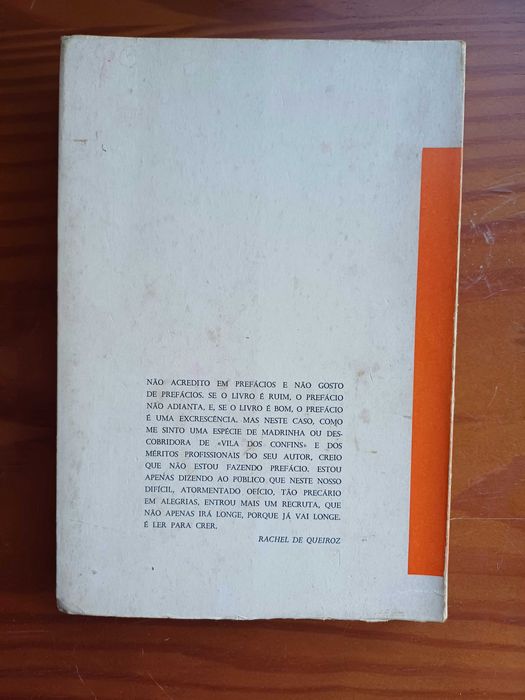 NÃO ACREDITO EM PREFÁCIOS E NÃO GOSTO
DE PREFÁCIOS. SE O LIVRO É RUIM, O PREFÁCIO
NÃO ADIANTA, E, SE O LIVRO É BOM, O PREFÁCIO
É UMA EXCRESCÊNCIA. MAS NESTE CASO, COMO
ME SINTO UMA ESPÉCIE DE MADRINHA OU DES-
COBRIDORA DE «VILA DOS CONFINS» E DOS
MÉRITOS PROFISSIONAIS DO SEU AUTOR, CREIO
QUE NÃO ESTOU FAZENDO PREFÁCIO. ESTOU
APENAS DIZENDO AO PÚBLICO QUE NESTE NOSSO
DIFÍCIL, ATORMENTADO OFÍCIO, TÃO PRECÁRIO
EM ALEGRIAS, ENTROU MAIS UM RECRUTA, QUE
NÃO APENAS IRÁ LONGE, PORQUE JÁ VAI LONGE.
É LER PARA CRER.
RACHEL DE QUEIROZ